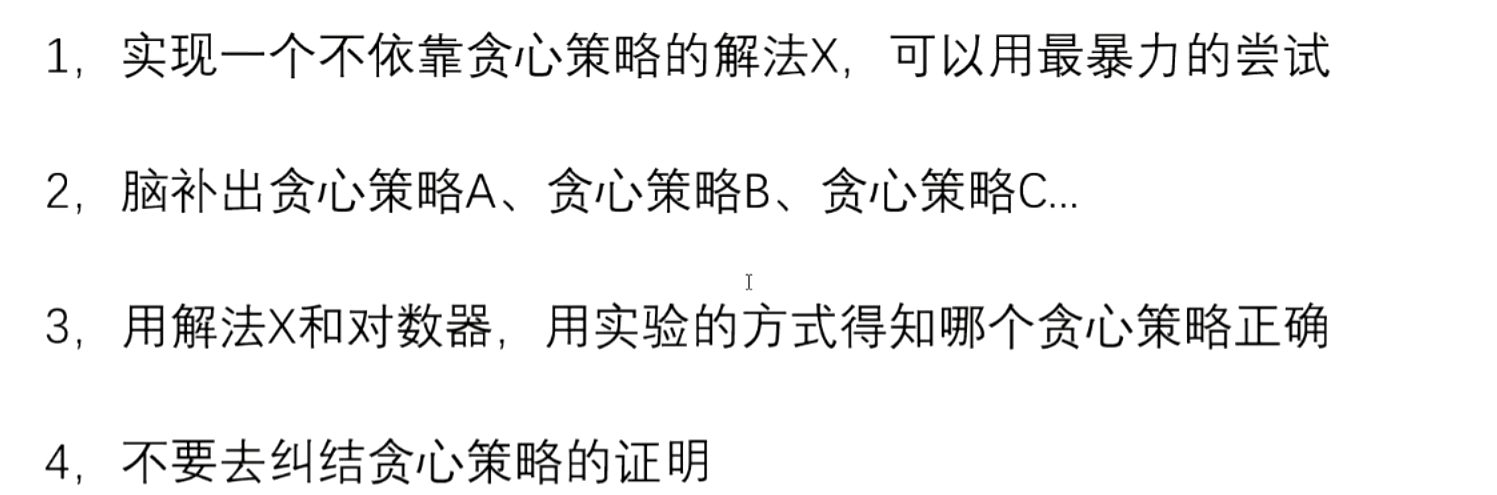 1，实现一个不依靠贪心策略的解法X，可以用最暴力的尝试
2，脑补出贪心策略A、贪心策略B、贪心策略C...
3，用解法X和对数器，用实验的方式得知哪个贪心策略正确
4，不要去纠结贪心策略的证明